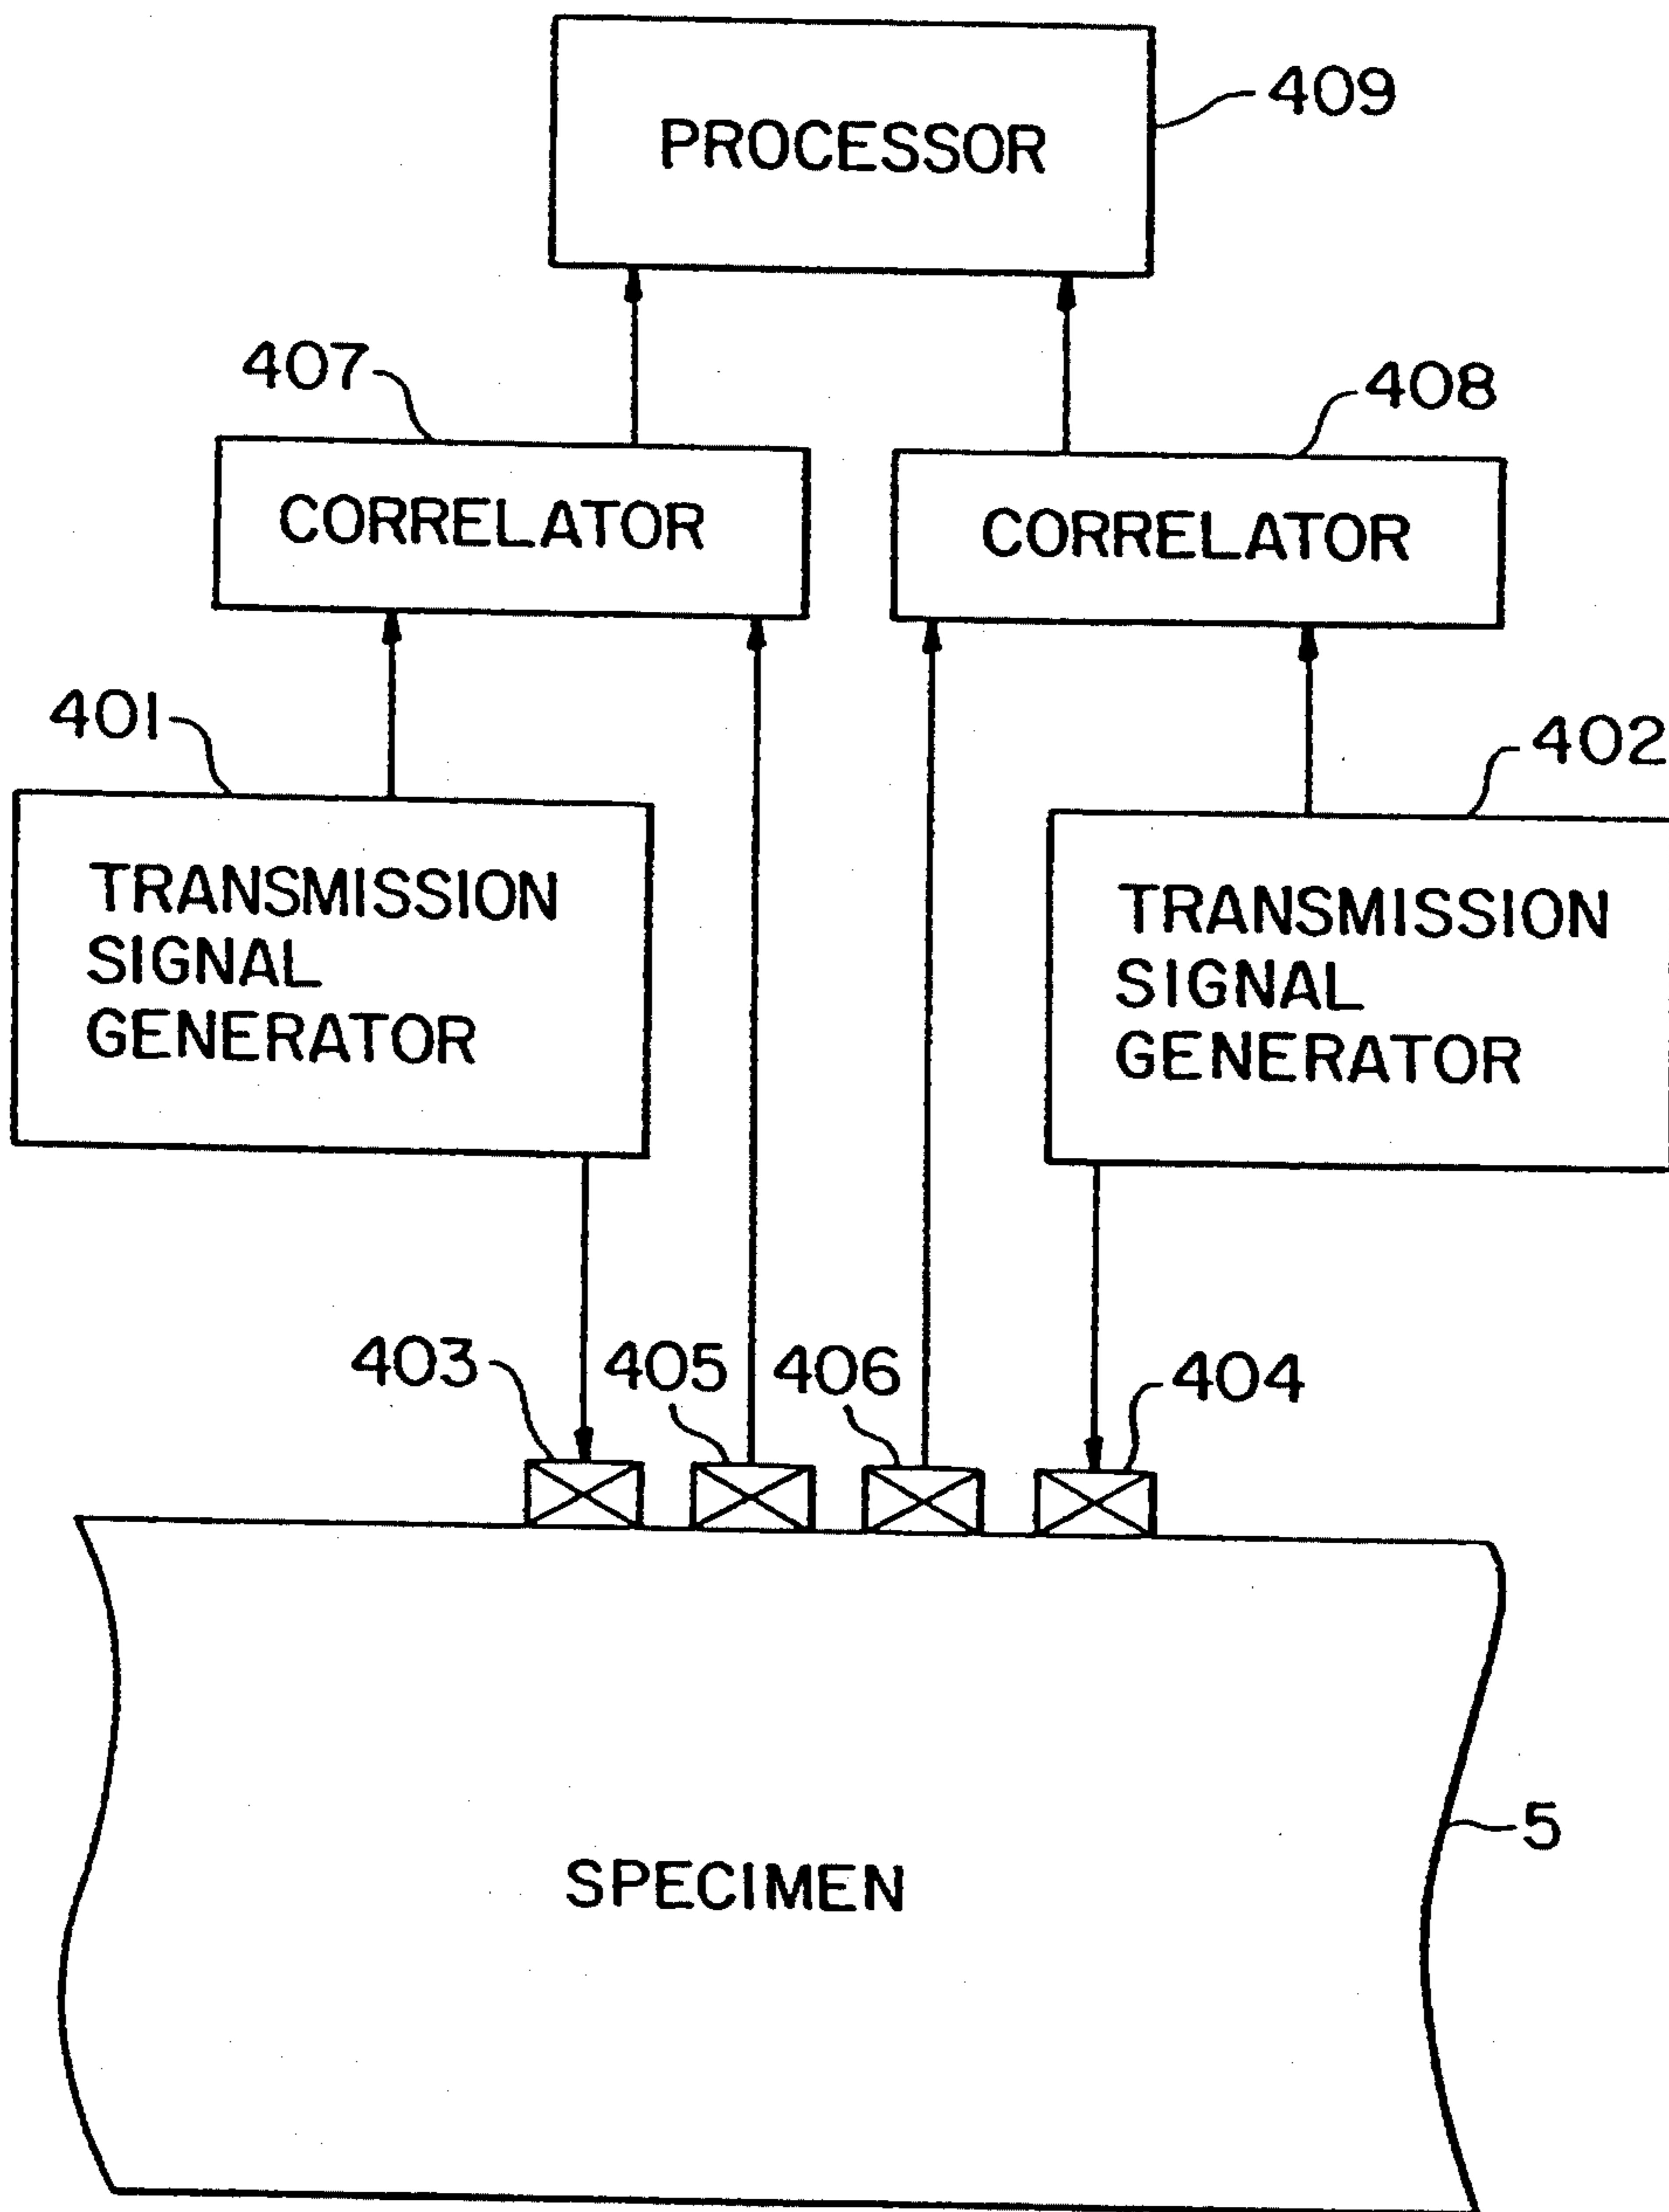 PROCESSOR
409
407
CORRELATOR
408
CORRELATOR
401
TRANSMISSION
SIGNAL
GENERATOR
402
TRANSMISSION
SIGNAL
GENERATOR
403
405
406
404
5
SPECIMEN